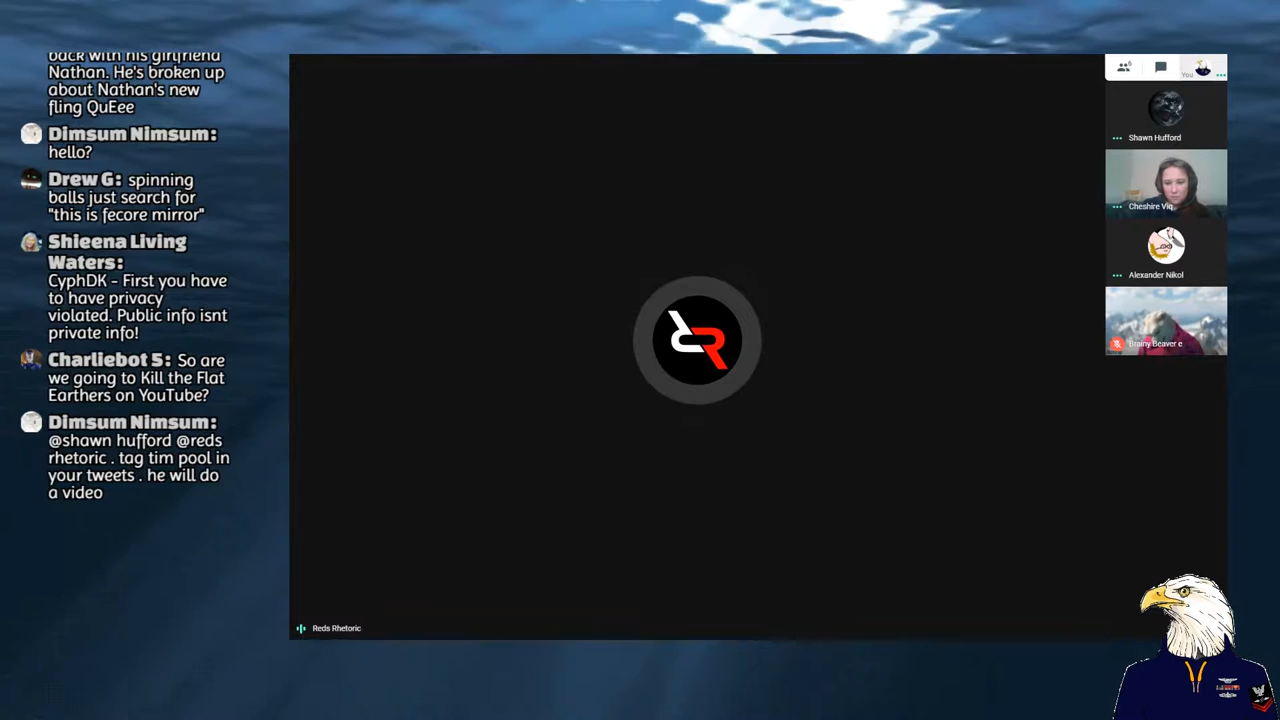 back with his girlfriend
Nathan. He's broken up
about Nathan's new
fling QuEee
Dimsum Nimsum:
hello?
Drew G: spinning
balls just search for
"this is fecore mirror"
Shieena Living
Waters:
CyphDK - First you have
to have privacy
violated. Public info isnt
private info!
Charliebot 5: So are
we going to Kill the Flat
Earthers on YouTube?
Dimsum Nimsum:
@shawn hufford @reds
rhetoric . tag tim pool in
your tweets . he will do
a video
Reds Rhetoric
You
Shawn Hufford
Cheshire Viq
Alexander Nikol
Brainy Beaver e